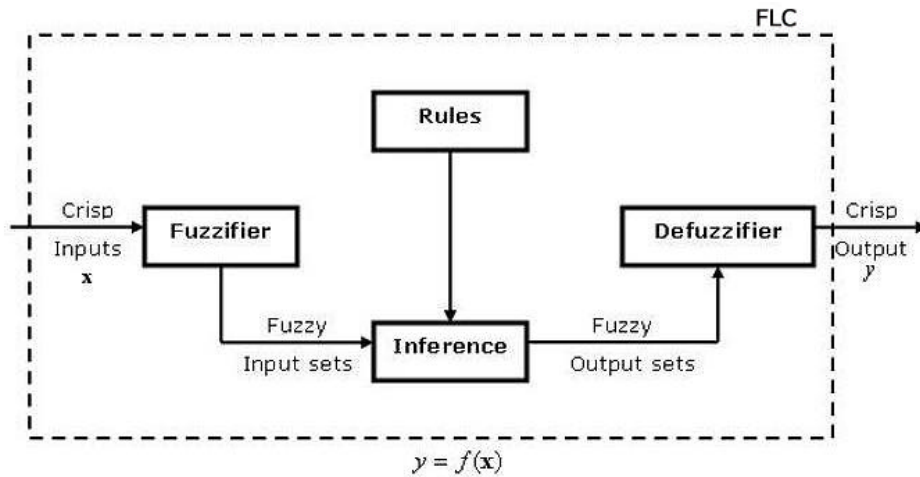 FLC
Rules
Crisp
Inputs
x
Fuzzifier
Defuzzifier
Crisp
Output
y
Fuzzy
Input sets
Inference
Fuzzy
Output sets
y = f(x)